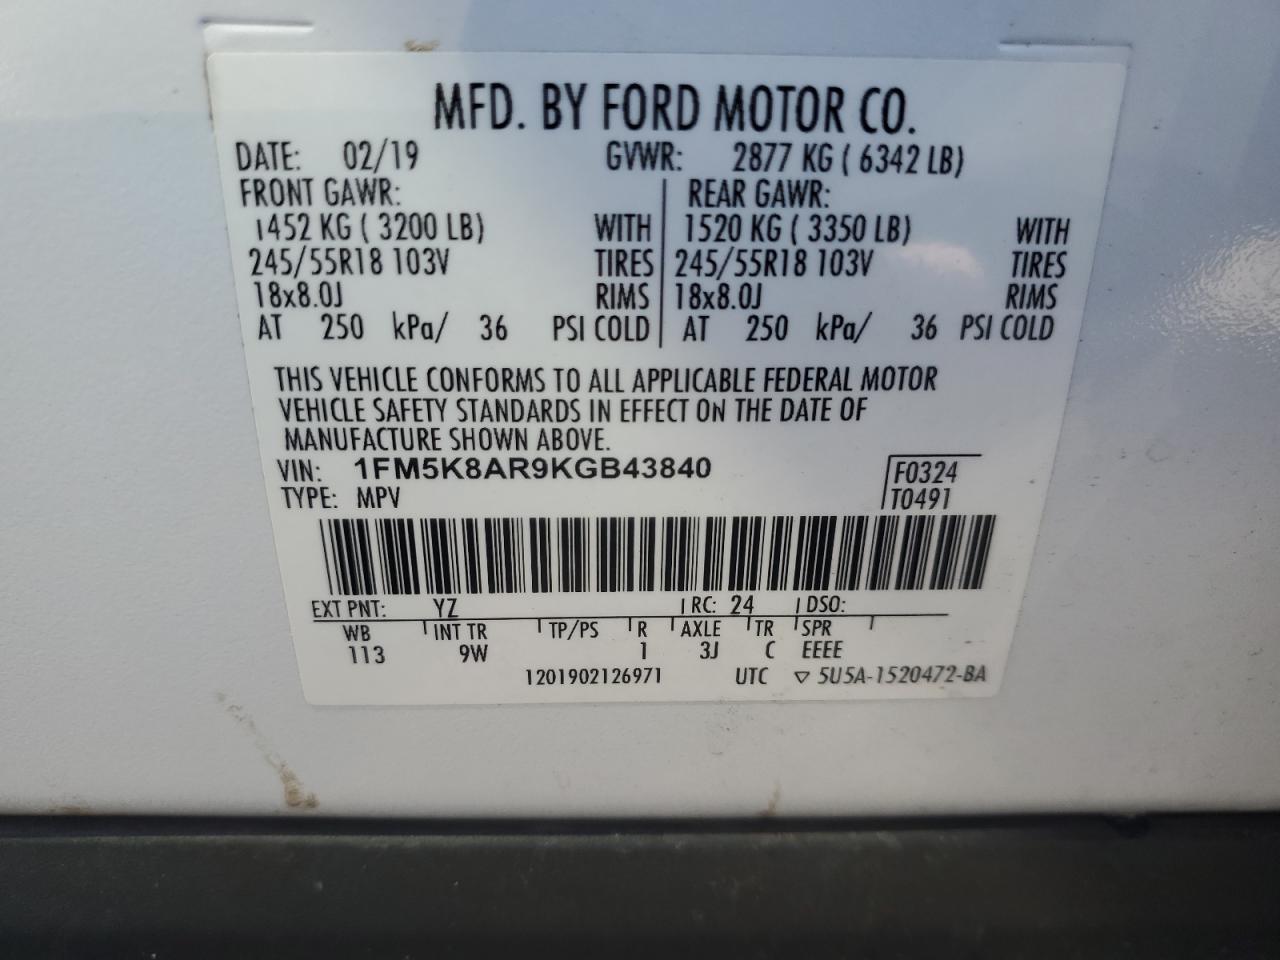 MFD. BY FORD MOTOR CO.
DATE: 02/19 GVWR: 2877 KG ( 6342 LB)
FRONT GAWR: REAR GAWR:
1452 KG ( 3200 LB) WITH 1520 KG ( 3350 LB) WITH
245/55R18 103V TIRES 245/55R18 103V TIRES
18x8.0J RIMS 18x8.0J RIMS
AT 250 kPa/ 36 PSI COLD AT 250 kPa/ 36 PSI COLD
THIS VEHICLE CONFORMS TO ALL APPLICABLE FEDERAL MOTOR
VEHICLE SAFETY STANDARDS IN EFFECT ON THE DATE OF
MANUFACTURE SHOWN ABOVE.
VIN: 1FM5K8AR9KGB43840 F0324
TYPE: MPV T0491
EXT PNT: YZ RC: 24 DSO:
WB INT TR TP/PS R AXLE TR SPR
113 9W 1 3J C EEEE
1201902126971 UTC ▽ 5U5A-1520472-BA